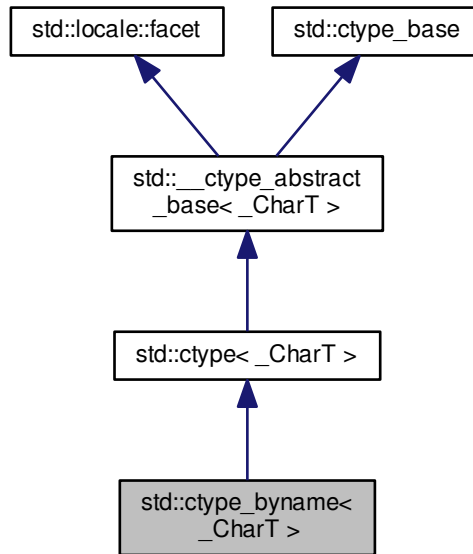 std::locale::facet
std::ctype_base
std::__ctype_abstract
_base< _CharT >
std::ctype< _CharT >
std::ctype_byname<
_CharT >